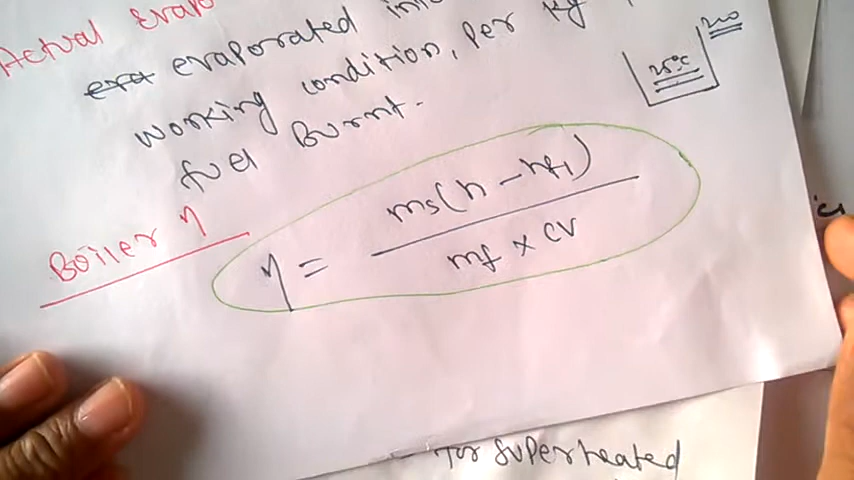 Actual Evapo
evaporated into
working condition, per kg
fuel Burnt.
25°C
Boiler η
η = ms(h - hf1) / mf × CV
For superheated